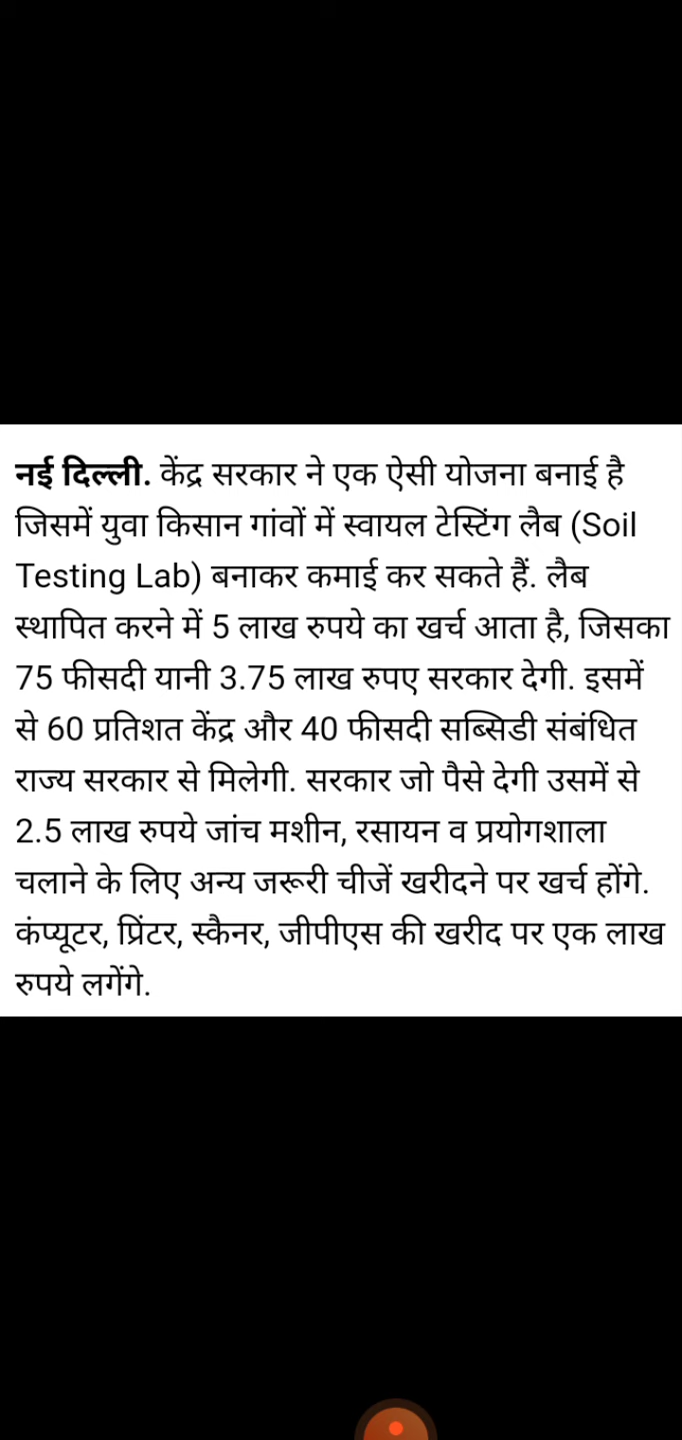 नई दिल्ली. केंद्र सरकार ने एक ऐसी योजना बनाई है
जिसमें युवा किसान गांवों में स्वायल टेस्टिंग लैब (Soil
Testing Lab) बनाकर कमाई कर सकते हैं. लैब
स्थापित करने में 5 लाख रुपये का खर्च आता है, जिसका
75 फीसदी यानी 3.75 लाख रुपए सरकार देगी. इसमें
से 60 प्रतिशत केंद्र और 40 फीसदी सब्सिडी संबंधित
राज्य सरकार से मिलेगी. सरकार जो पैसे देगी उसमें से
2.5 लाख रुपये जांच मशीन, रसायन व प्रयोगशाला
चलाने के लिए अन्य जरूरी चीजें खरीदने पर खर्च होंगे.
कंप्यूटर, प्रिंटर, स्कैनर, जीपीएस की खरीद पर एक लाख
रुपये लगेंगे.